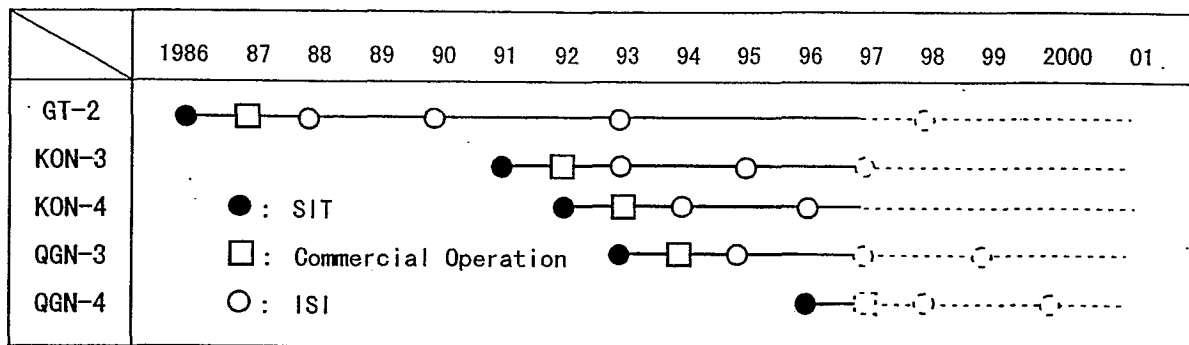 1986 87 88 89 90 91 92 93 94 95 96 97 98 99 2000 01
GT-2
KON-3
KON-4
: SIT
QGN-3
: Commercial Operation
QGN-4
: ISI